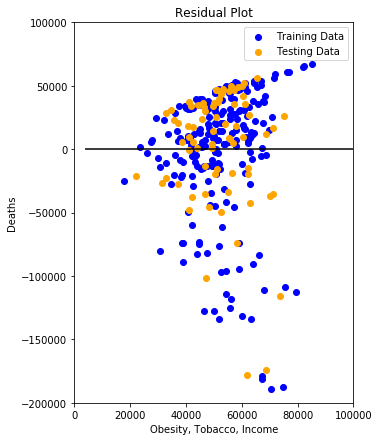 Residual Plot
Training Data
Testing Data
100000
50000
0
−50000
−100000
−150000
−200000
Deaths
0
20000
40000
60000
80000
100000
Obesity, Tobacco, Income